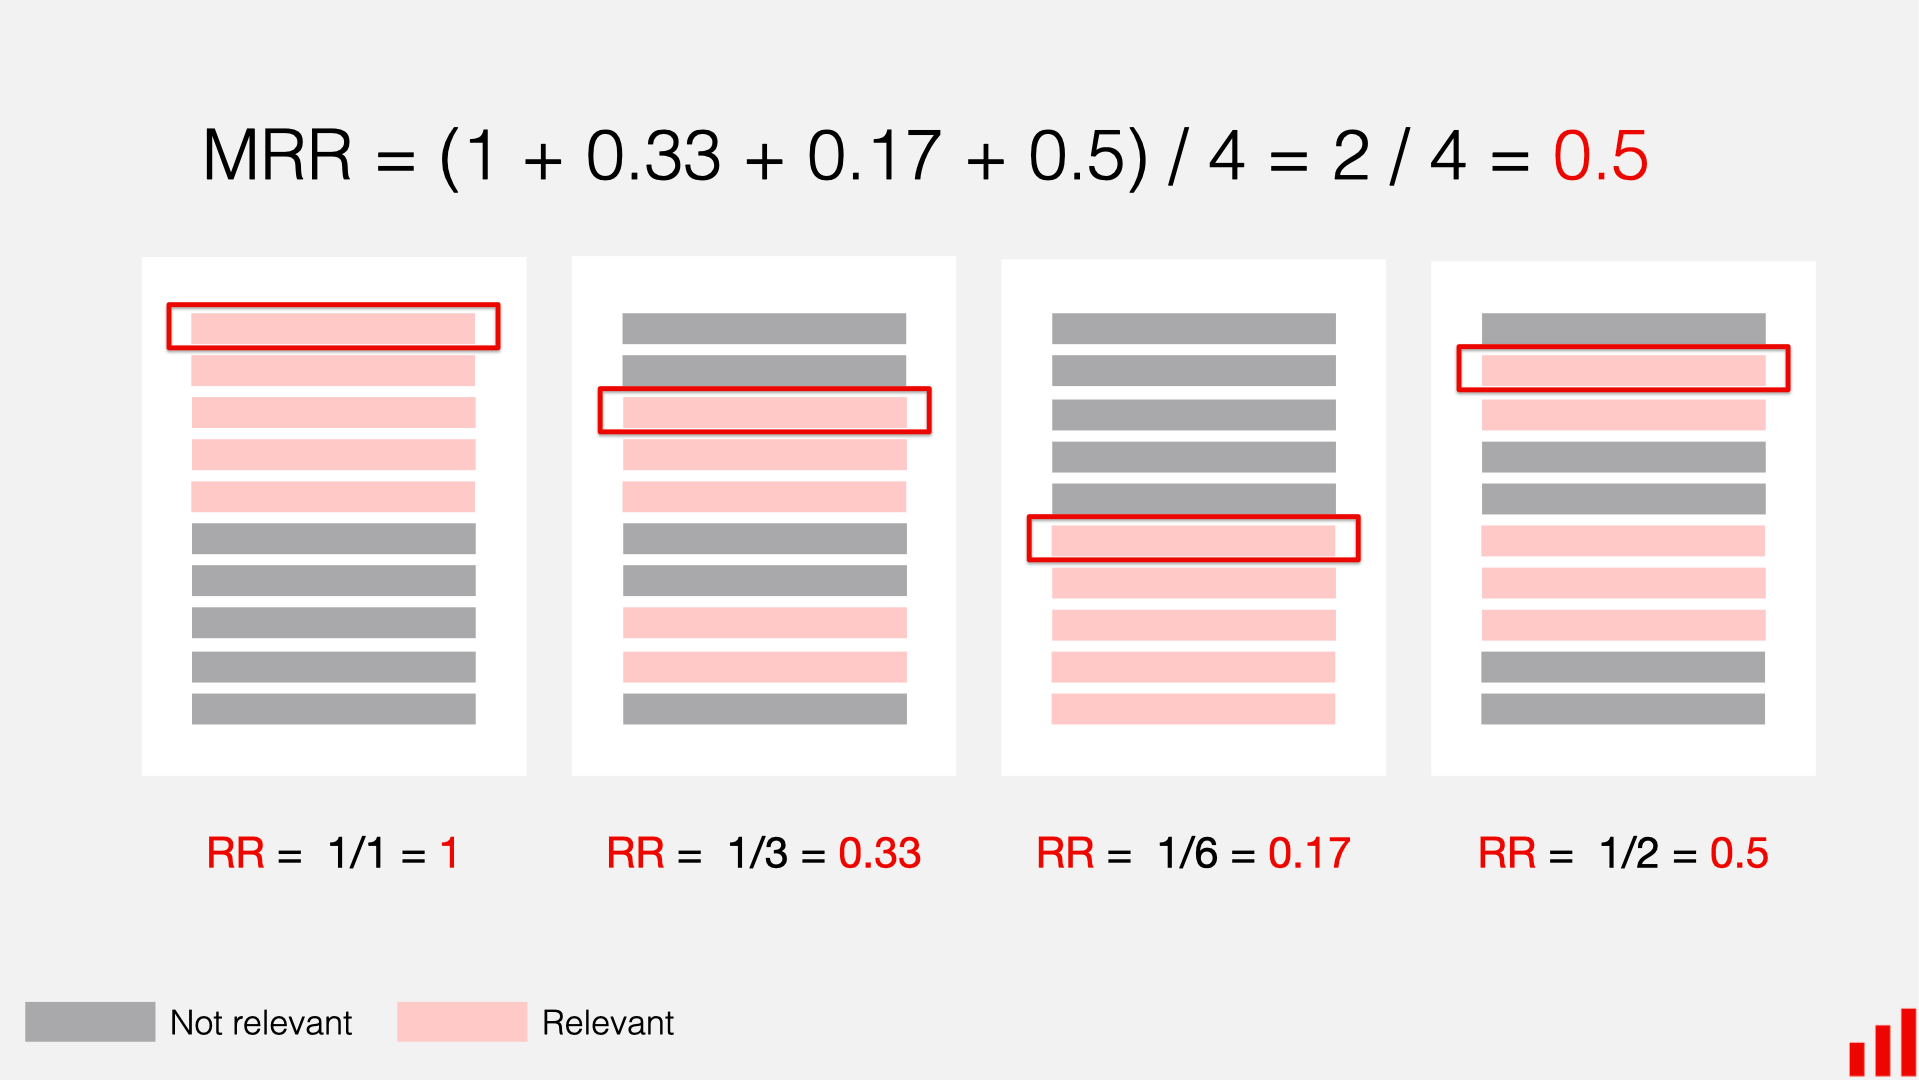 MRR = (1 + 0.33 + 0.17 + 0.5) / 4 = 2 / 4 = 0.5
RR = 1/1 = 1
RR = 1/3 = 0.33
RR = 1/6 = 0.17
RR = 1/2 = 0.5
Not relevant
Relevant